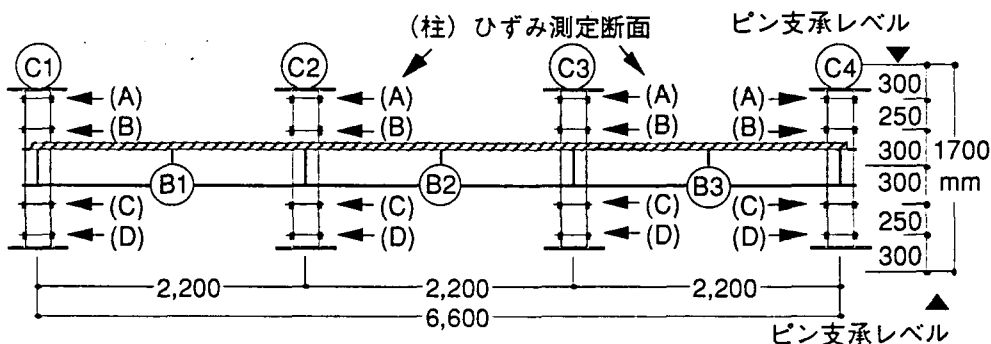 (柱) ひずみ測定断面
ピン支承レベル
C1 C2 C3 C4
(A) (A) (A) (A)
(B) (B) (B) (B)
B1 B2 B3
(C) (C) (C) (C)
(D) (D) (D) (D)
300
250
300
300
250
300
1700
mm
2,200 2,200 2,200
6,600
ピン支承レベル